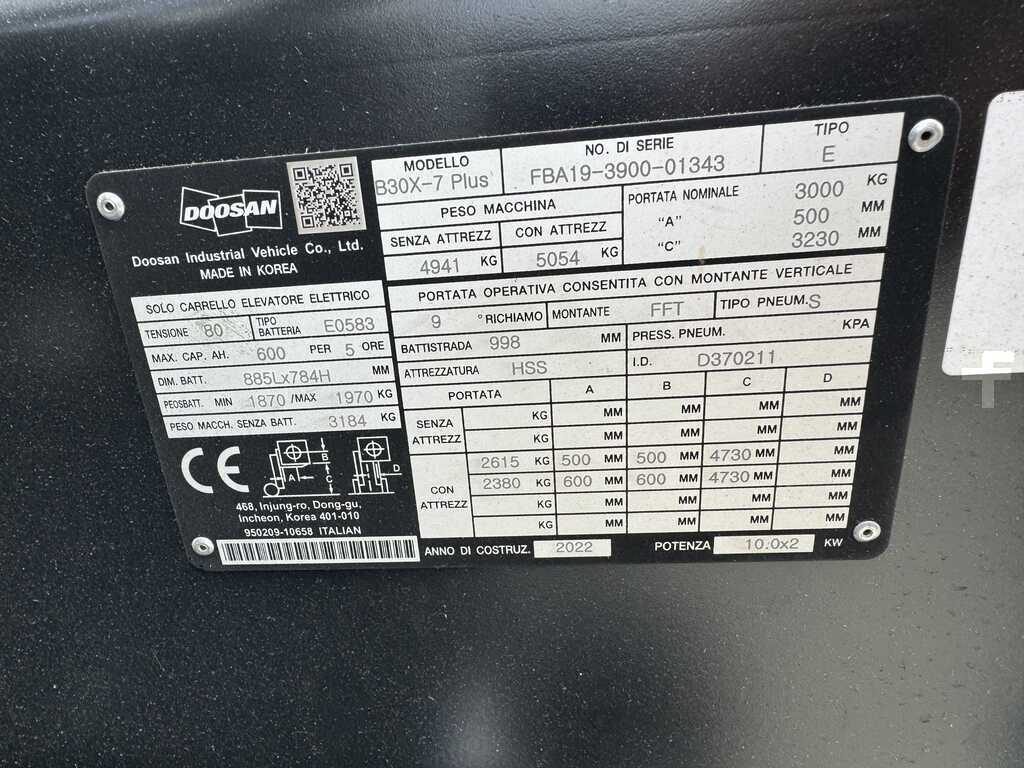 DOOSAN
Doosan Industrial Vehicle Co., Ltd.
MADE IN KOREA
MODELLO
B30X-7 Plus
NO. DI SERIE
FBA19-3900-01343
TIPO
E
PESO MACCHINA
SENZA ATTREZZ
CON ATTREZZ
4941 KG
5054 KG
PORTATA NOMINALE 3000 KG
"A" 500 MM
"C" 3230 MM
SOLO CARRELLO ELEVATORE ELETTRICO
TENSIONE 80 TIPO BATTERIA E0583
MAX. CAP. AH. 600 PER 5 ORE
DIM. BATT. 885Lx784H MM
PEOSBATT. MIN 1870 /MAX 1970 KG
PESO MACCH. SENZA BATT. 3184 KG
PORTATA OPERATIVA CONSENTITA CON MONTANTE VERTICALE
9 °RICHIAMO MONTANTE FFT TIPO PNEUM. S
BATTISTRADA 998 MM PRESS. PNEUM. KPA
ATTREZZATURA HSS I.D. D370211
PORTATA A B C D
SENZA ATTREZZ
KG MM MM MM MM
KG MM MM MM MM
CON ATTREZZ
2615 KG 500 MM 500 MM 4730 MM MM
2380 KG 600 MM 600 MM 4730 MM MM
KG MM MM MM MM
KG MM MM MM MM
CE
A B C D
468, Injung-ro, Dong-gu,
Incheon, Korea 401-010
950209-10658 ITALIAN
ANNO DI COSTRUZ. 2022 POTENZA 10.0x2 KW
f